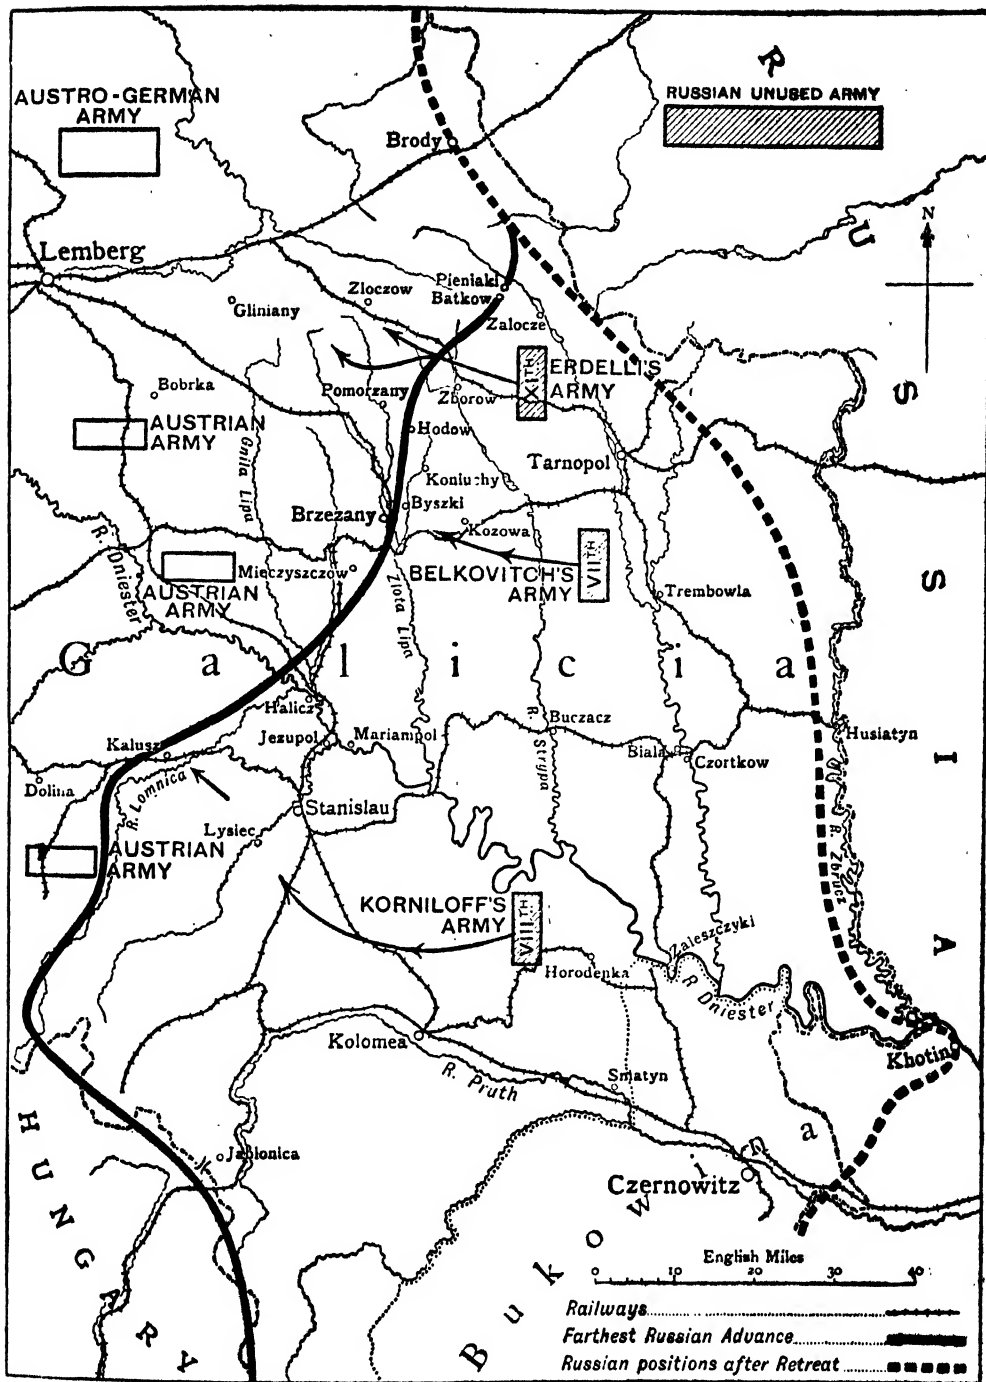 AUSTRO-GERMAN
ARMY
RUSSIAN UNUSED ARMY
R
U
S
S
I
A
N
Brody
Lemberg
Pieniaki
Batkow
Zloczow
Gliniany
Zalocze
XITH
ERDELLI'S
ARMY
Bobrka
Pomorzany
Zborow
AUSTRIAN
ARMY
Hodow
Gnila Lipa
Tarnopol
Koniuchy
Brzezany
Byszki
Kozowa
R. Dniester
VIITH
BELKOVITCH'S
ARMY
Mieczyszczow
AUSTRIAN
ARMY
Zlota Lipa
Trembowla
G a l i c i a
Halicz
Jezupol
Mariampol
R. Strypa
Buczacz
Husiatyn
Kalusz
Biala
Czortkow
Dolina
R. Lomnica
Stanislau
Lysiec
AUSTRIAN
ARMY
R. Zbrucz
KORNILOFF'S
ARMY
VIIITH
Zaleszczyki
Horodenka
R Dniester
Kolomea
Khotin
R. Pruth
Smatyn
HUNGARY
Jablonica
Czernowitz
Bukowina
English Miles
0 10 20 30 40
Railways
Farthest Russian Advance
Russian positions after Retreat